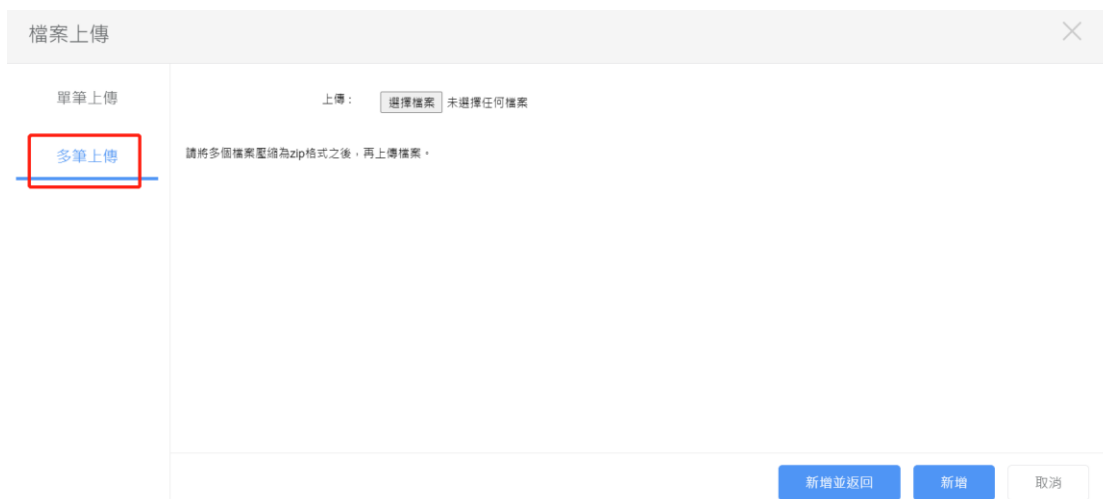 檔案上傳
單筆上傳
多筆上傳
上傳： 選擇檔案 未選擇任何檔案
請將多個檔案壓縮為zip格式之後，再上傳檔案。
新增並返回 新增 取消